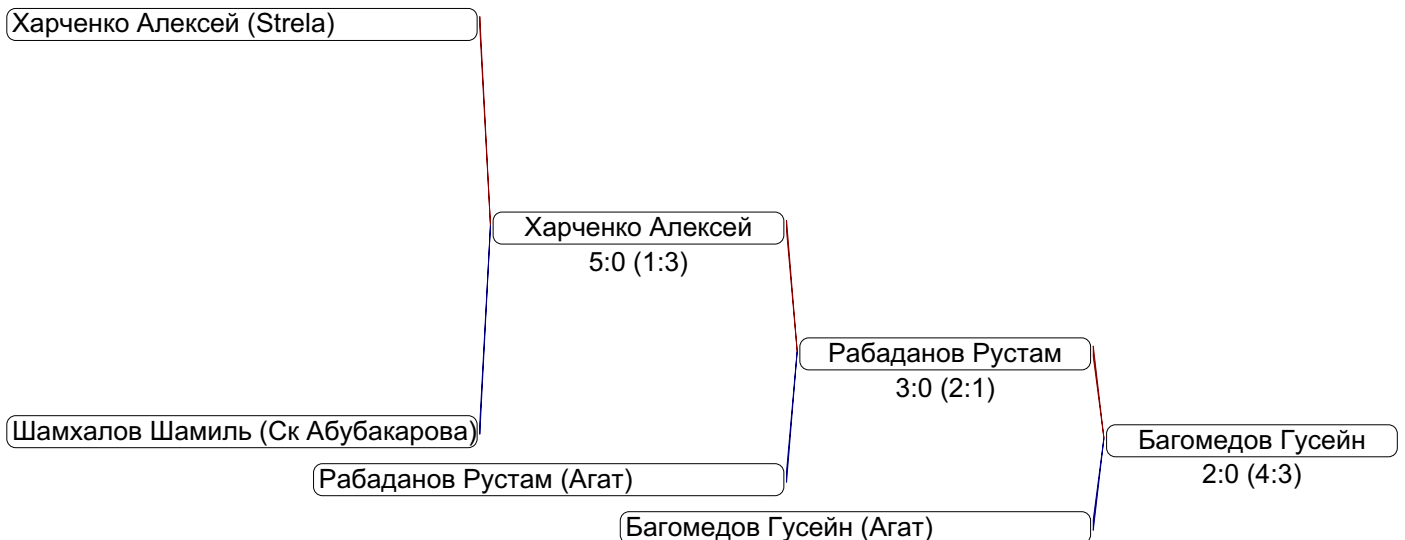 Харченко Алексей (Strela)
Харченко Алексей
5:0 (1:3)
Рабаданов Рустам
3:0 (2:1)
Шамхалов Шамиль (Ск Абубакарова)
Багомедов Гусейн
2:0 (4:3)
Рабаданов Рустам (Агат)
Багомедов Гусейн (Агат)